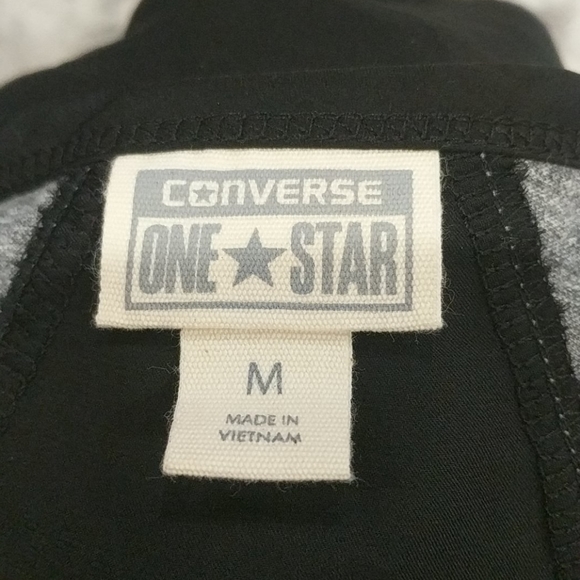 CONVERSE
ONE ★ STAR
M
MADE IN
VIETNAM